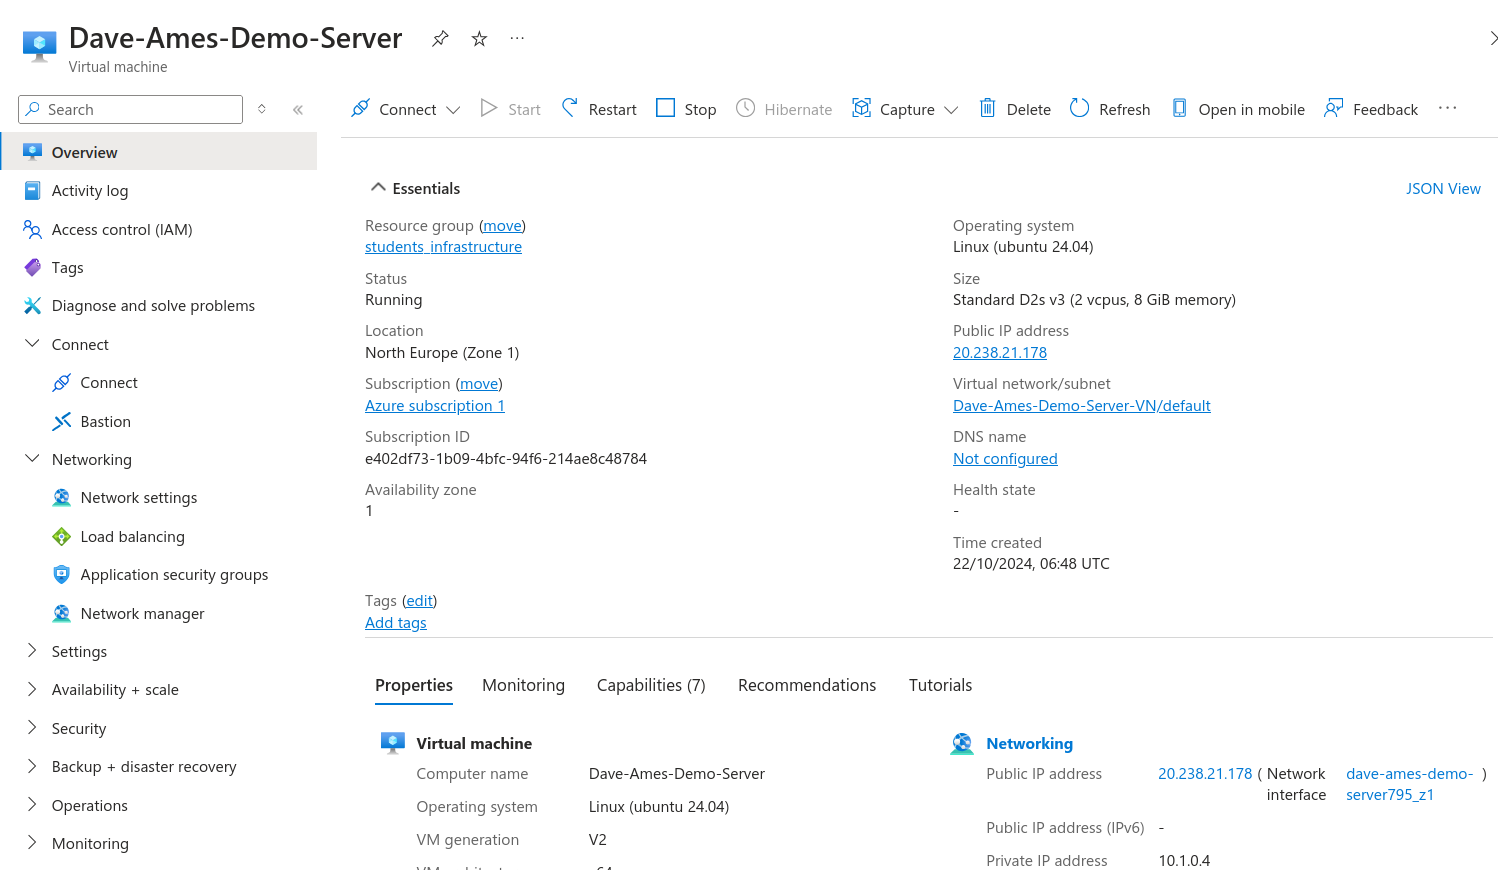 Dave-Ames-Demo-Server
Virtual machine
Search
Connect
Start
Restart
Stop
Hibernate
Capture
Delete
Refresh
Open in mobile
Feedback
Overview
Activity log
Access control (IAM)
Tags
Diagnose and solve problems
Connect
Connect
Bastion
Networking
Network settings
Load balancing
Application security groups
Network manager
Settings
Availability + scale
Security
Backup + disaster recovery
Operations
Monitoring
Essentials
JSON View
Resource group (move)
students_infrastructure
Status
Running
Location
North Europe (Zone 1)
Subscription (move)
Azure subscription 1
Subscription ID
e402df73-1b09-4bfc-94f6-214ae8c48784
Availability zone
1
Operating system
Linux (ubuntu 24.04)
Size
Standard D2s v3 (2 vcpus, 8 GiB memory)
Public IP address
20.238.21.178
Virtual network/subnet
Dave-Ames-Demo-Server-VN/default
DNS name
Not configured
Health state
-
Time created
22/10/2024, 06:48 UTC
Tags (edit)
Add tags
Properties
Monitoring
Capabilities (7)
Recommendations
Tutorials
Virtual machine
Computer name Dave-Ames-Demo-Server
Operating system Linux (ubuntu 24.04)
VM generation V2
Networking
Public IP address 20.238.21.178 ( Network interface dave-ames-demo-server795_z1 )
Public IP address (IPv6) -
Private IP address 10.1.0.4